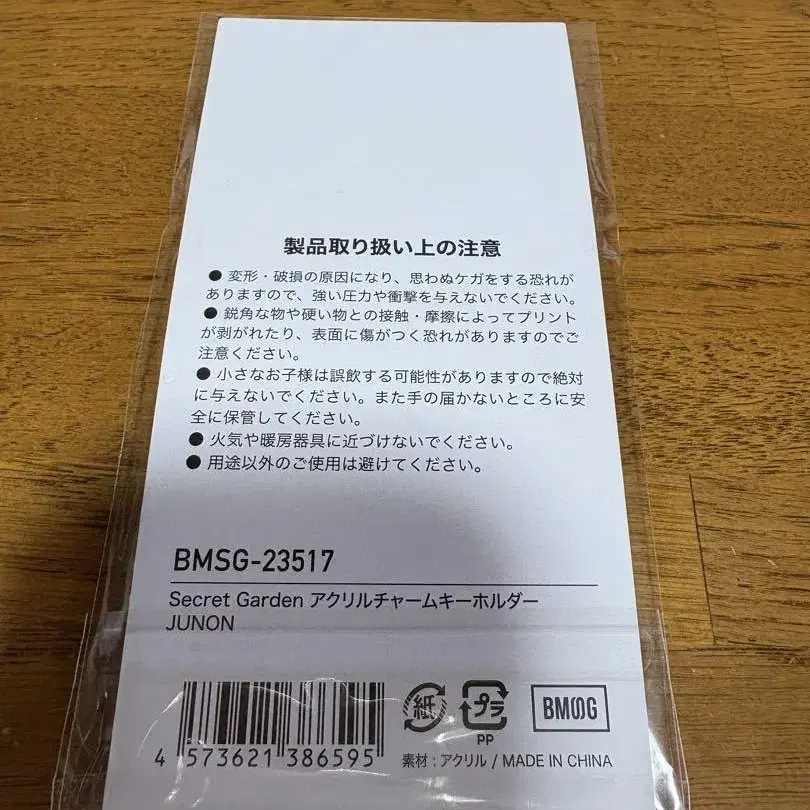 製品取り扱い上の注意
● 変形・破損の原因になり、思わぬケガをする恐れが
ありますので、強い圧力や衝撃を与えないでください。
● 鋭角な物や硬い物との接触・摩擦によってプリント
が剥がれたり、表面に傷がつく恐れがありますのでご
注意ください。
● 小さなお子様は誤飲する可能性がありますので絶対
に与えないでください。また手の届かないところに安
全に保管してください。
● 火気や暖房器具に近づけないでください。
● 用途以外のご使用は避けてください。
BMSG-23517
Secret Garden アクリルチャームキーホルダー
JUNON
4 573621 386595
紙
プラ
PP
BMSG
素材：アクリル / MADE IN CHINA